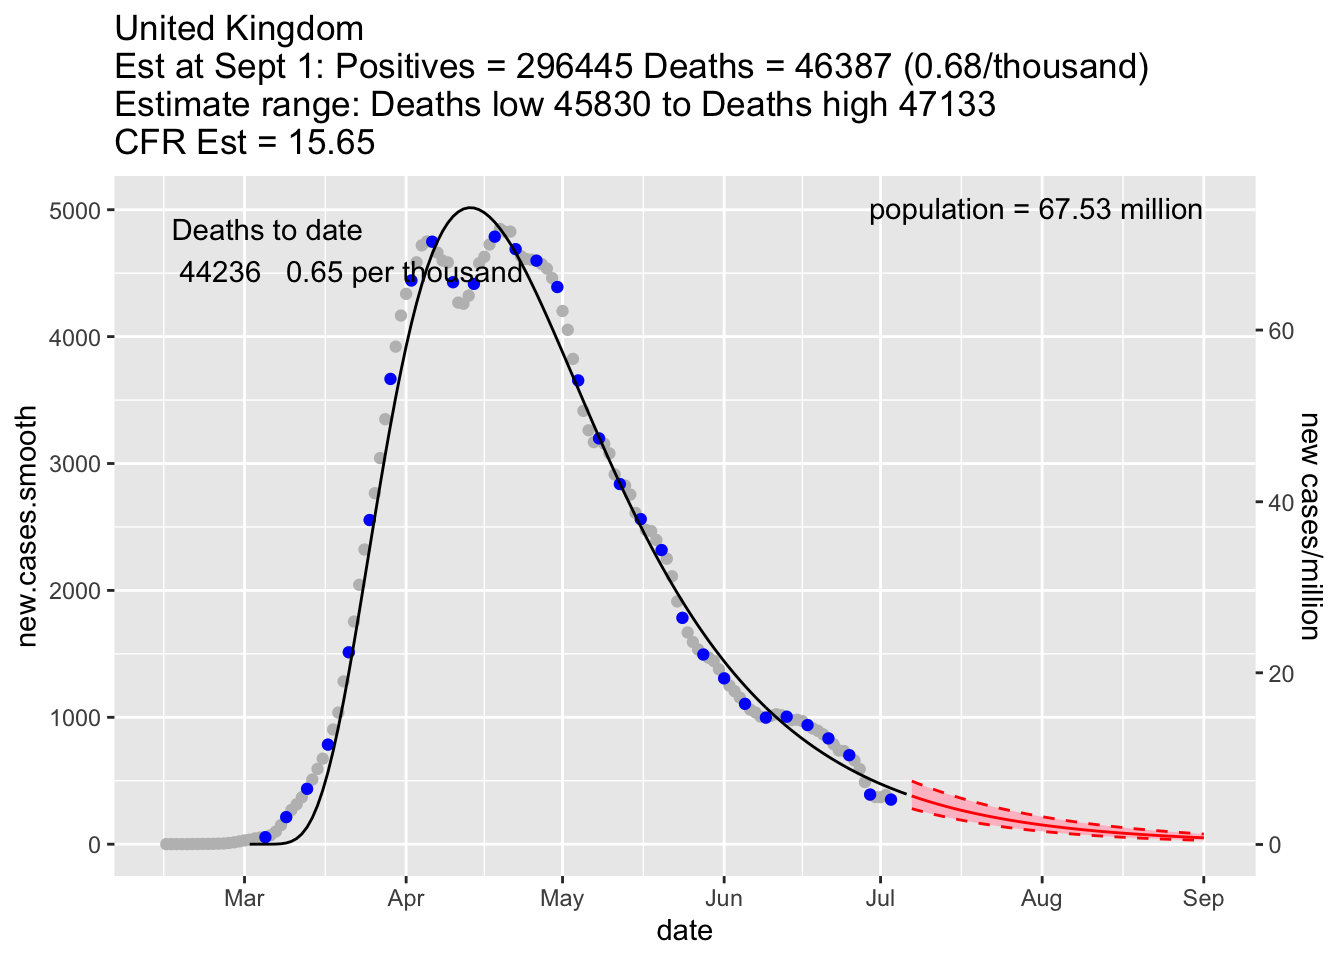 United Kingdom
Est at Sept 1: Positives = 296445 Deaths = 46387 (0.68/thousand)
Estimate range: Deaths low 45830 to Deaths high 47133
CFR Est = 15.65
Deaths to date
44236 0.65 per thousand
population = 67.53 million
5000
4000
3000
2000
1000
0
new.cases.smooth
60
40
20
0
new cases/million
Mar Apr May Jun Jul Aug Sep
date